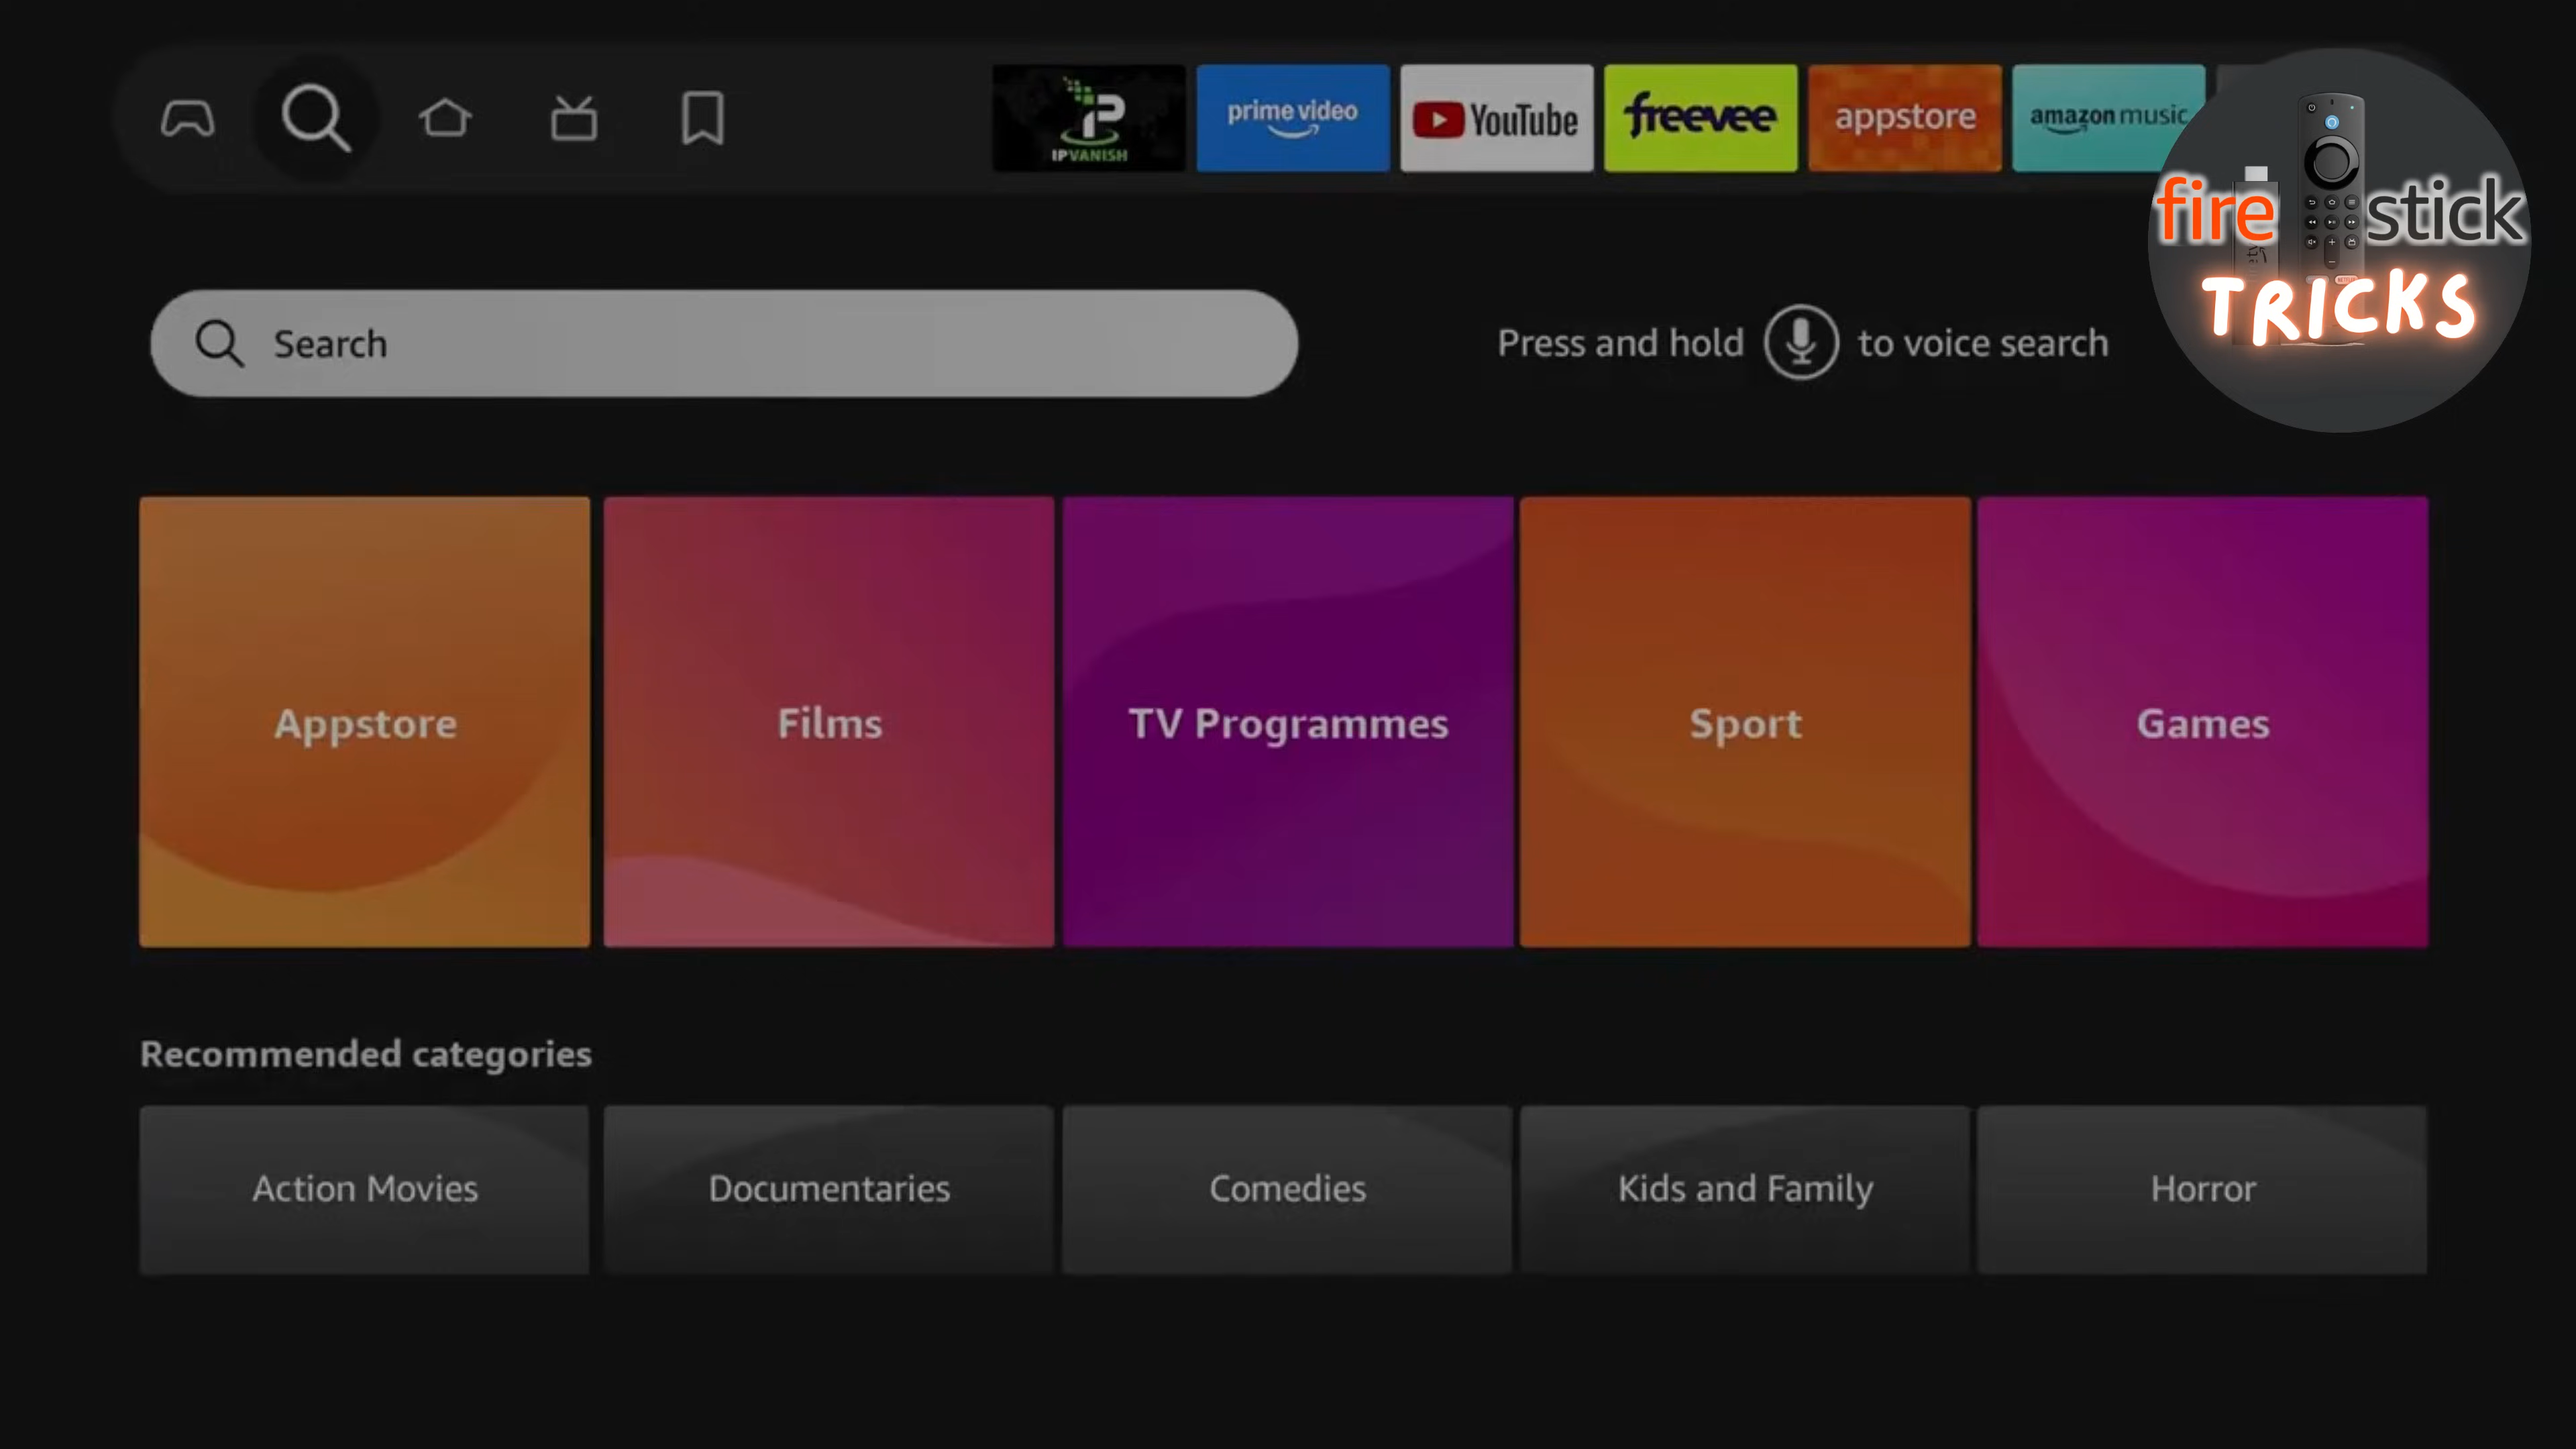 IPVANISH
prime video
YouTube
freevee
appstore
amazon music
fire stick
TRICKS
Search
Press and hold to voice search
Appstore
Films
TV Programmes
Sport
Games
Recommended categories
Action Movies
Documentaries
Comedies
Kids and Family
Horror